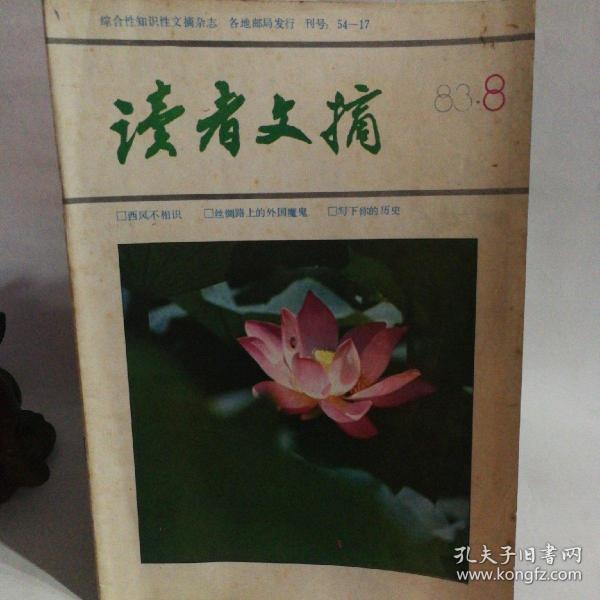 综合性知识性文摘杂志 各地邮局发行 刊号：54—17
读者文摘 83·8
□西风不相识 □丝绸路上的外国魔鬼 □写下你的历史
孔夫子旧書网
www.kongfz.com